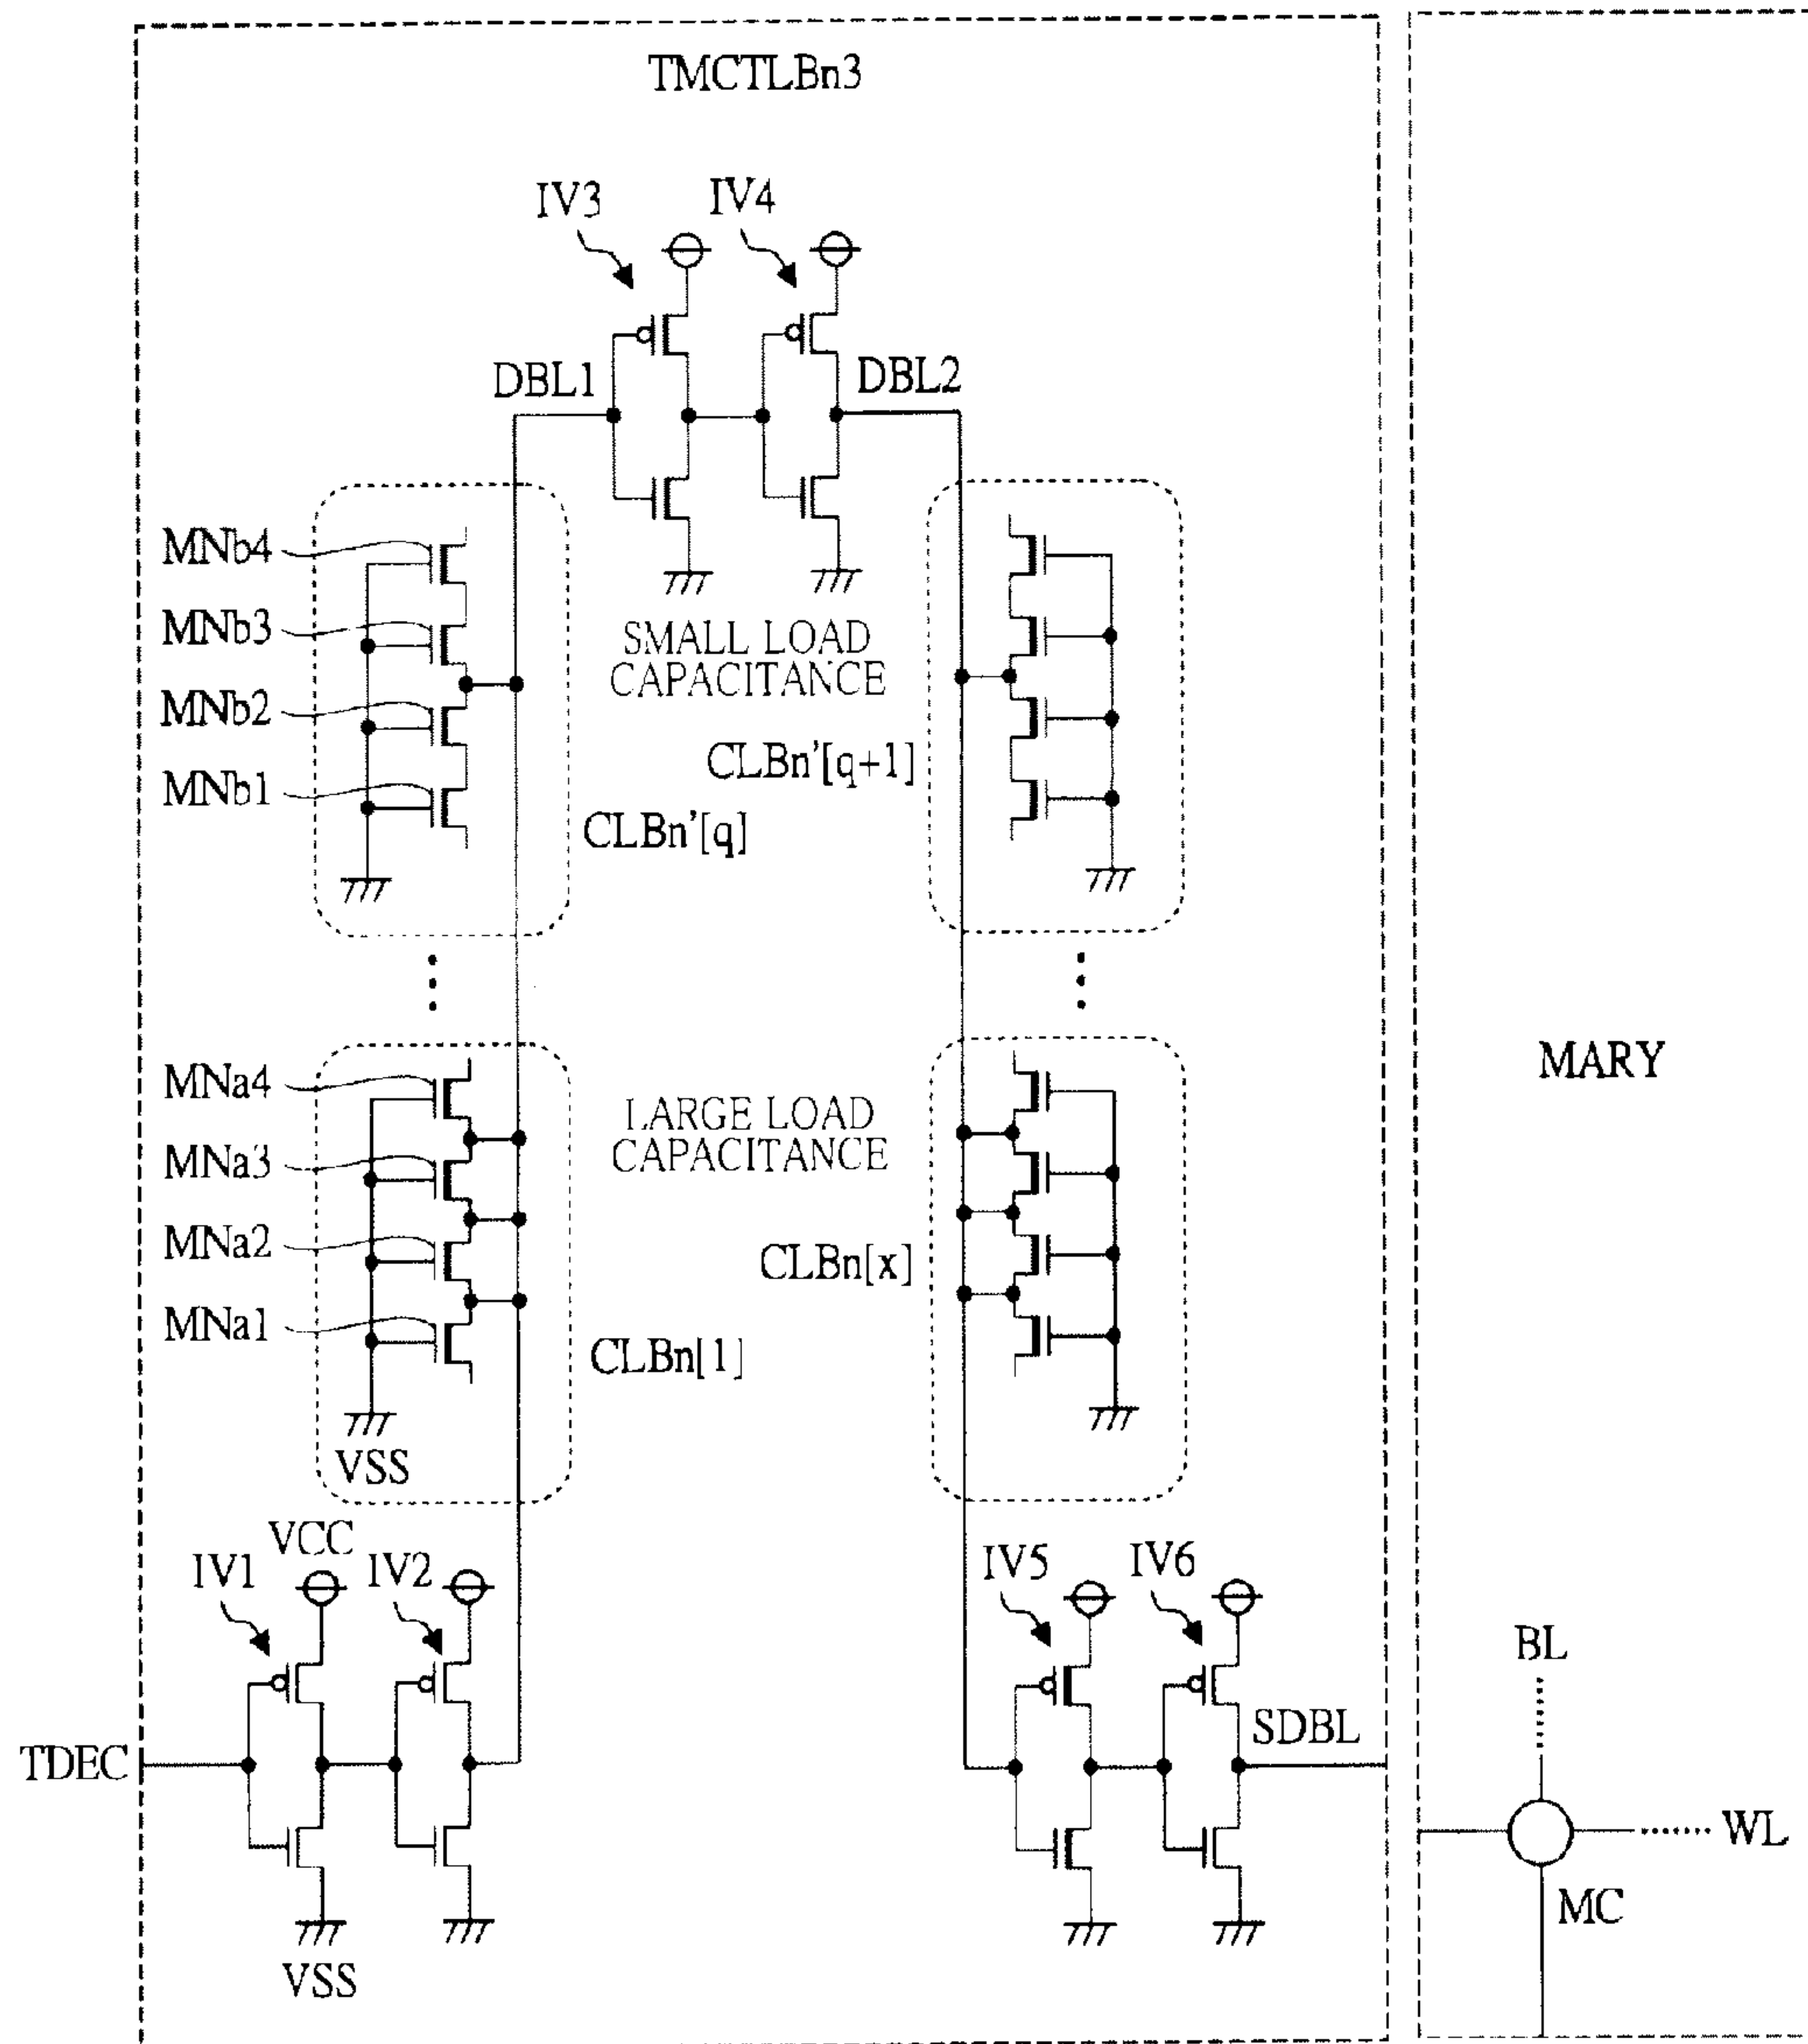 TMCTLBn3
IV3
IV4
DBL1
DBL2
MNb4
MNb3
MNb2
MNb1
SMALL LOAD
CAPACITANCE
CLBn'[q+1]
CLBn'[q]
MNa4
MNa3
MNa2
MNa1
LARGE LOAD
CAPACITANCE
CLBn[x]
CLBn[1]
MARY
VSS
VCC
IV1
IV2
IV5
IV6
BL
TDEC
SDBL
WL
MC
VSS